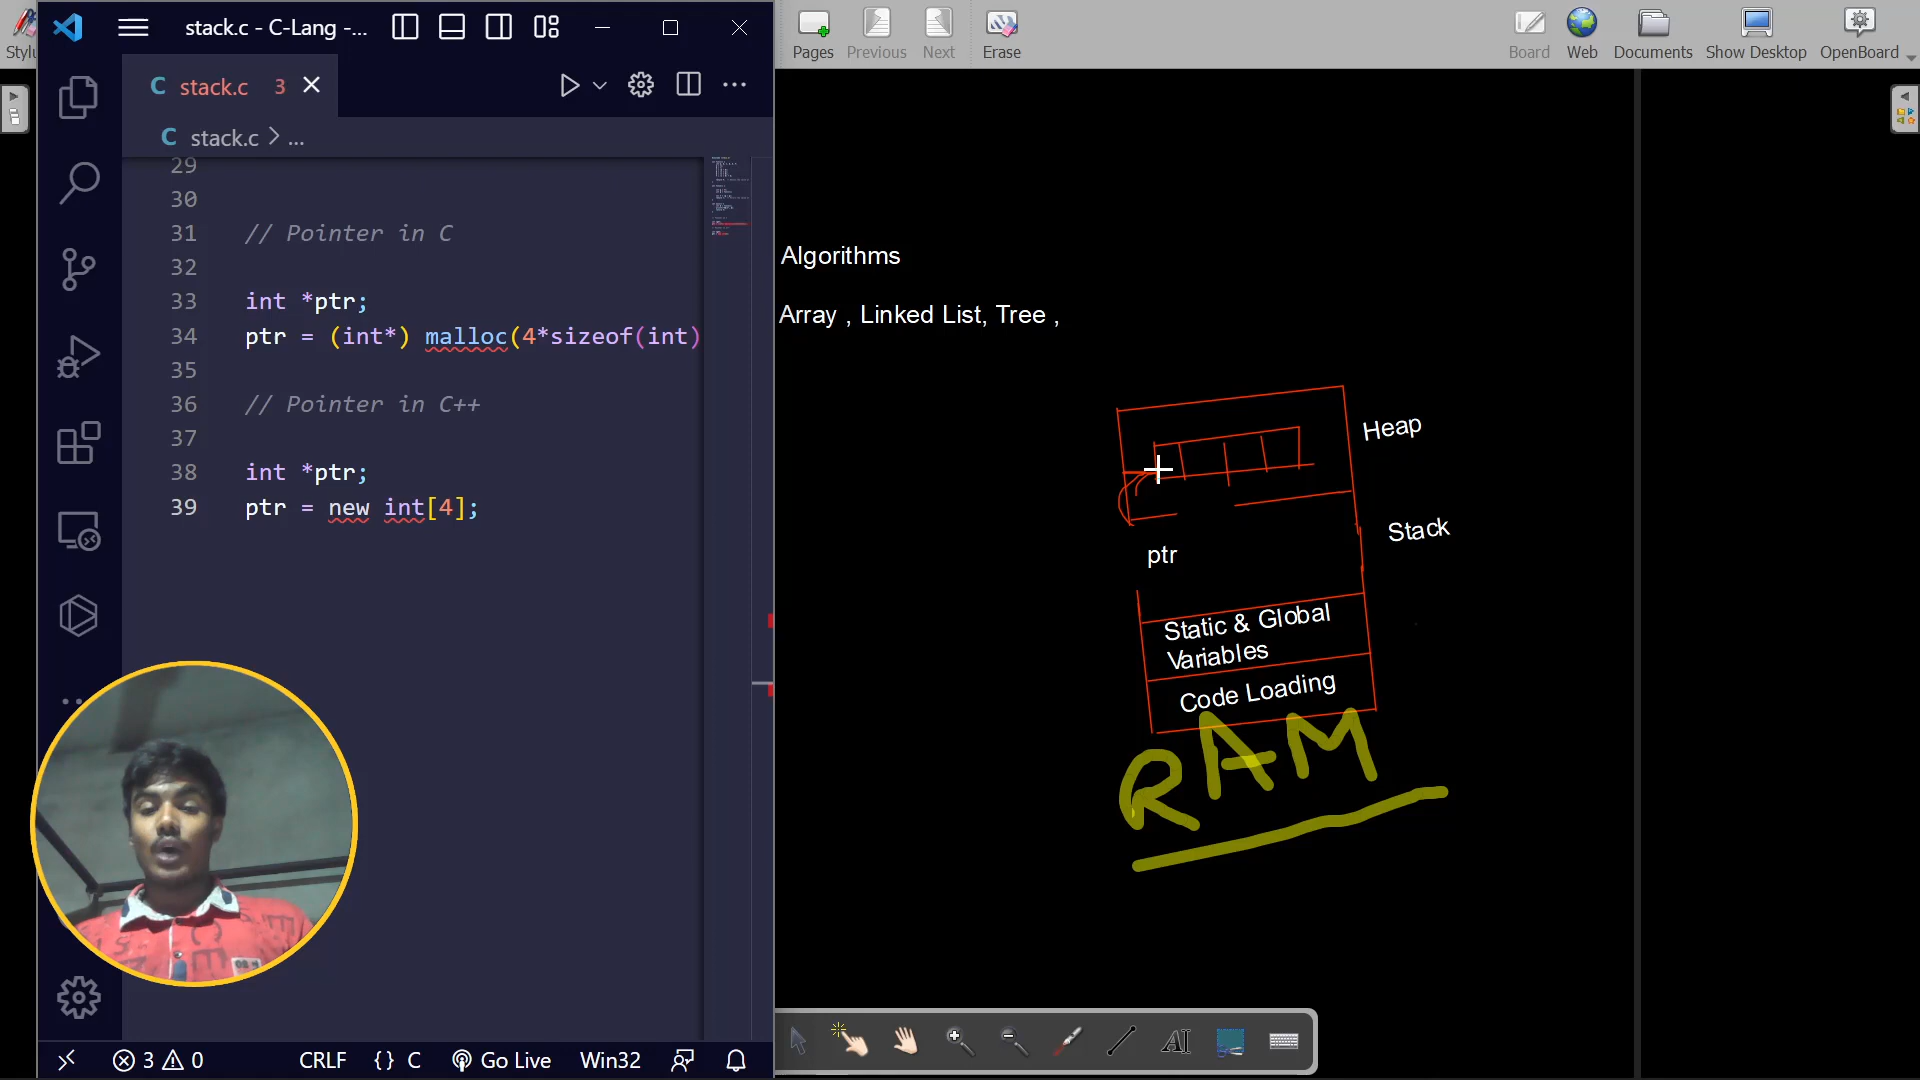 stack.c - C-Lang -...
Pages
Previous
Next
Erase
Board
Web
Documents
Show Desktop
OpenBoard
C stack.c 3
C stack.c > ...
29
30
31 // Pointer in C
32
33 int *ptr;
34 ptr = (int*) malloc(4*sizeof(int)
35
36 // Pointer in C++
37
38 int *ptr;
39 ptr = new int[4];
Algorithms
Array , Linked List, Tree ,
Heap
Stack
ptr
Static & Global
Variables
Code Loading
RAM
3 0 CRLF {} C Go Live Win32